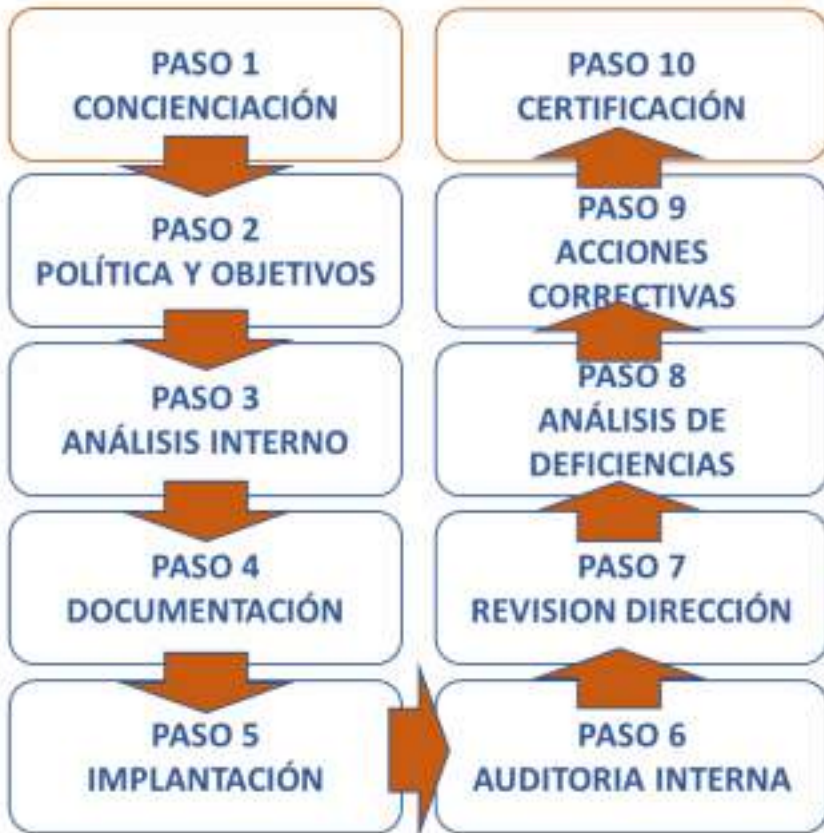 PASO 1
CONCIENCIACIÓN
PASO 2
POLÍTICA Y OBJETIVOS
PASO 3
ANÁLISIS INTERNO
PASO 4
DOCUMENTACIÓN
PASO 5
IMPLANTACIÓN
PASO 6
AUDITORIA INTERNA
PASO 7
REVISION DIRECCIÓN
PASO 8
ANÁLISIS DE
DEFICIENCIAS
PASO 9
ACCIONES
CORRECTIVAS
PASO 10
CERTIFICACIÓN